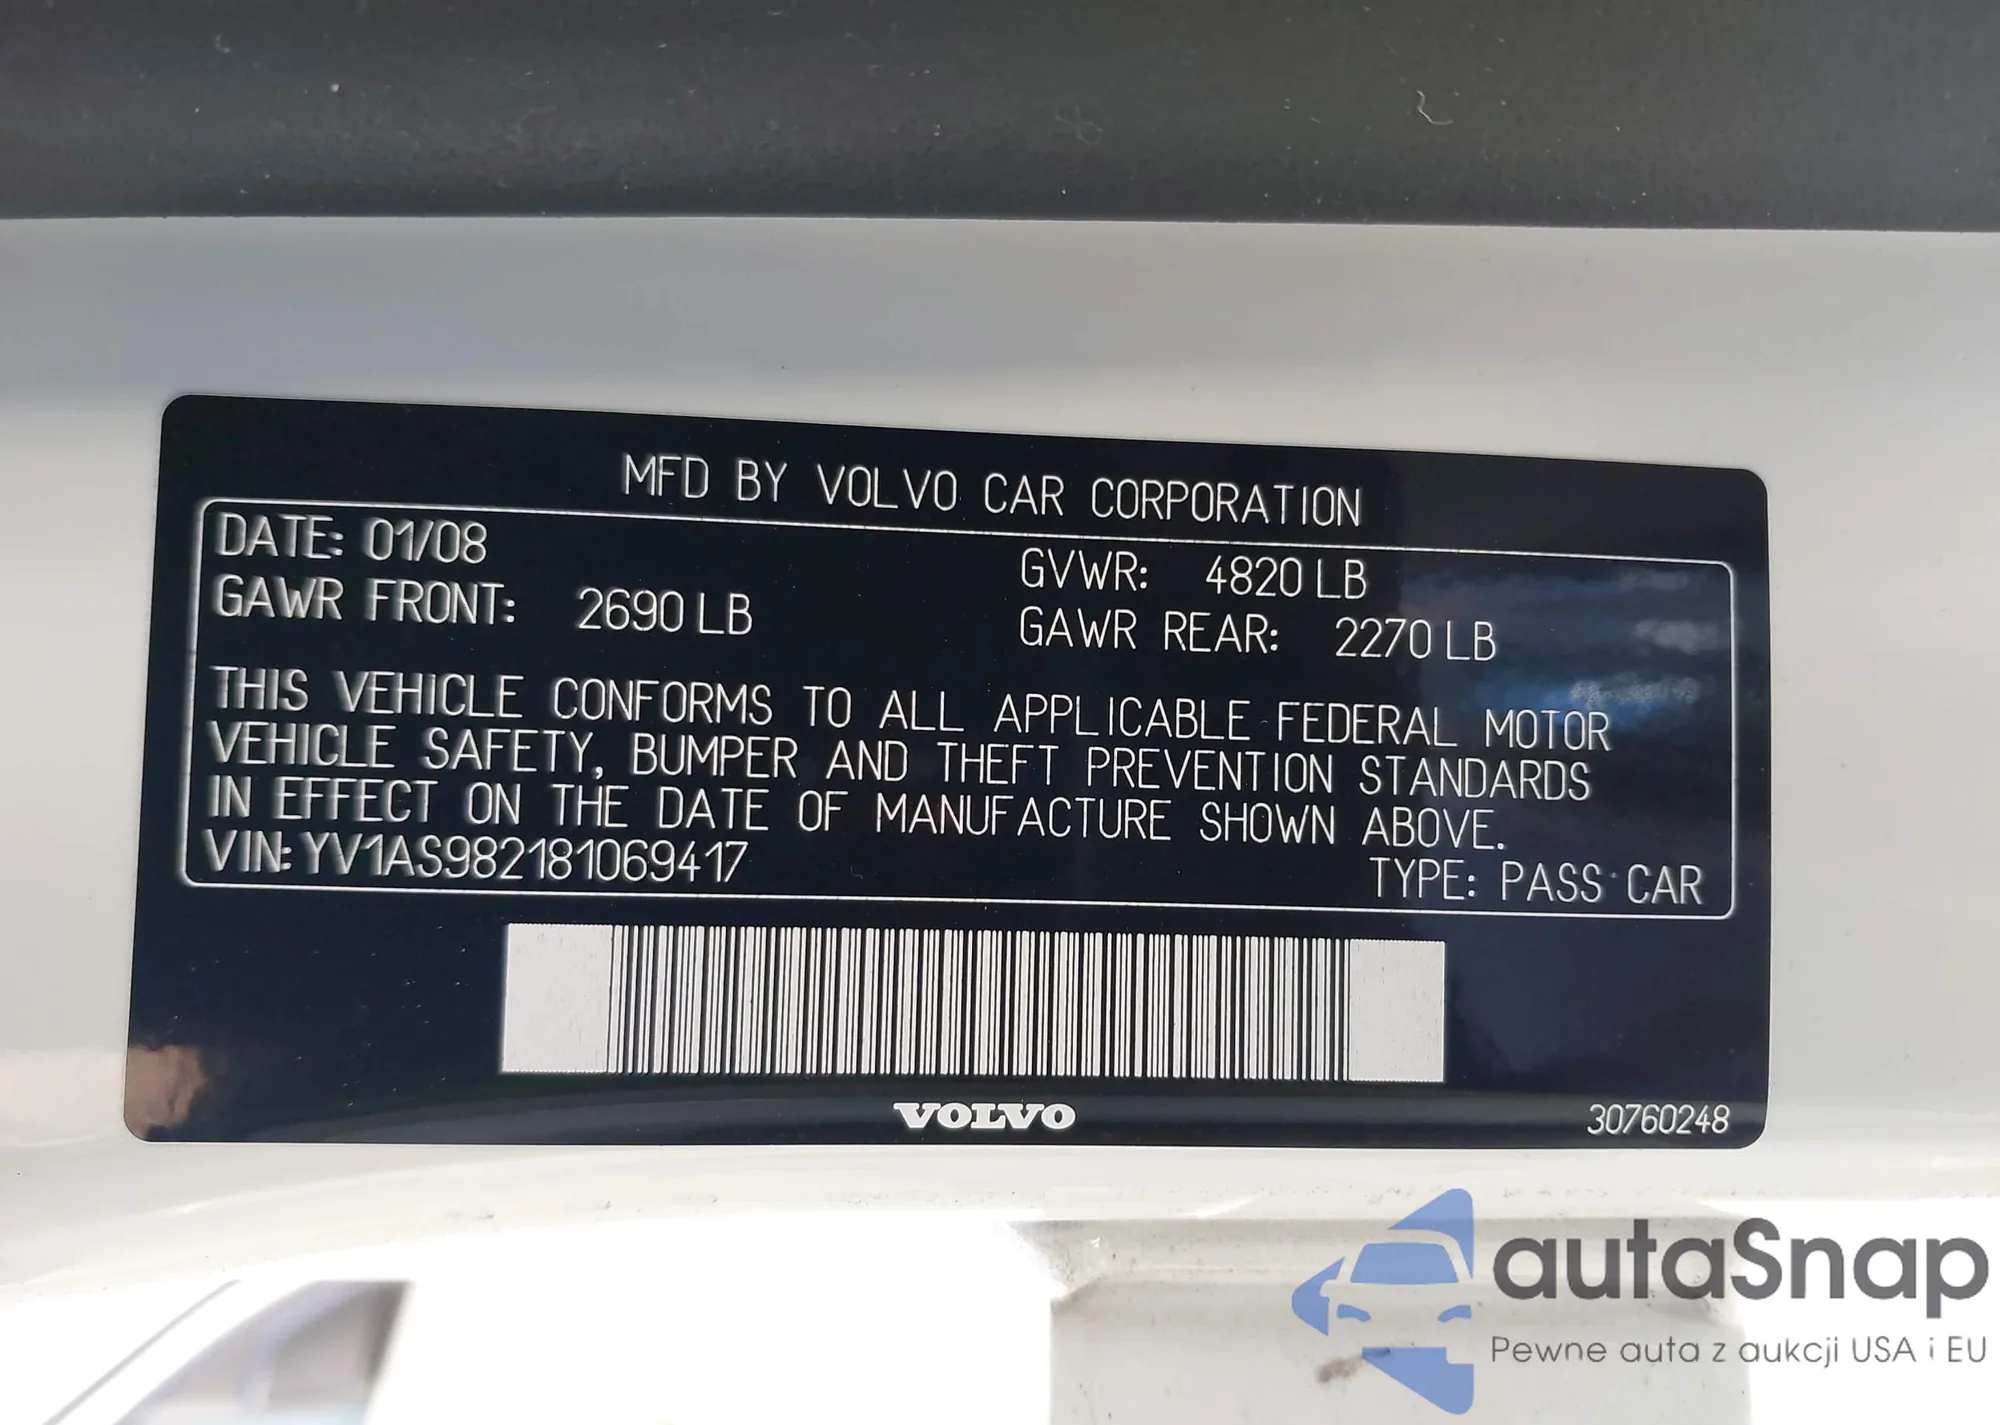 MFD BY VOLVO CAR CORPORATION
DATE: 01/08 GVWR: 4820 LB
GAWR FRONT: 2690 LB GAWR REAR: 2270 LB
THIS VEHICLE CONFORMS TO ALL APPLICABLE FEDERAL MOTOR
VEHICLE SAFETY, BUMPER AND THEFT PREVENTION STANDARDS
IN EFFECT ON THE DATE OF MANUFACTURE SHOWN ABOVE.
VIN: YV1AS982181069417 TYPE: PASS CAR
VOLVO
30760248
autaSnap
Pewne auta z aukcji USA i EU